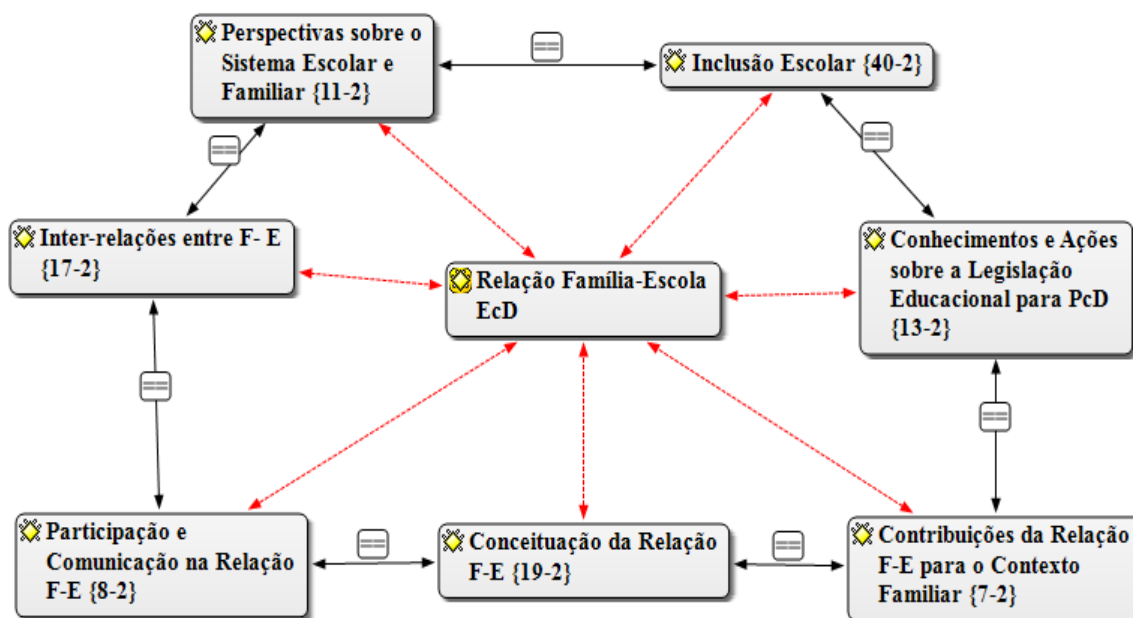 Perspectivas sobre o
Sistema Escolar e
Familiar {11-2}
Inclusão Escolar {40-2}
Inter-relações entre F- E
{17-2}
Relação Família-Escola
EcD
Conhecimentos e Ações
sobre a Legislação
Educacional para PcD
{13-2}
Participação e
Comunicação na Relação
F-E {8-2}
Conceituação da Relação
F-E {19-2}
Contribuições da Relação
F-E para o Contexto
Familiar {7-2}